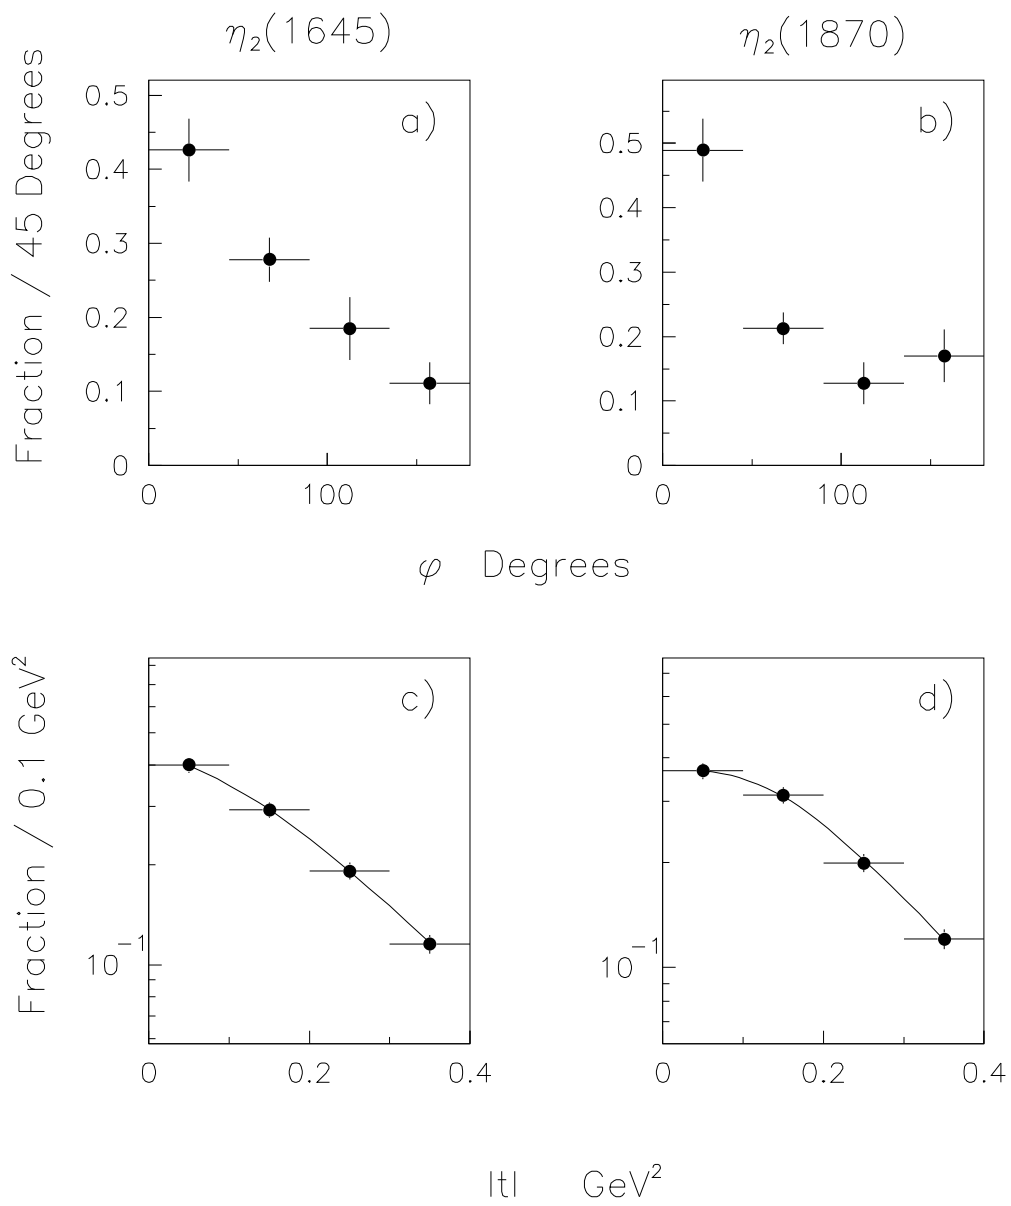 η₂(1645) η₂(1870)
Fraction / 45 Degrees
a)
0.5
0.4
0.3
0.2
0.1
0
0 100
b)
0.5
0.4
0.3
0.2
0.1
0
0 100
φ Degrees
Fraction / 0.1 GeV²
c)
10⁻¹
0 0.2 0.4
d)
10⁻¹
0 0.2 0.4
|t| GeV²